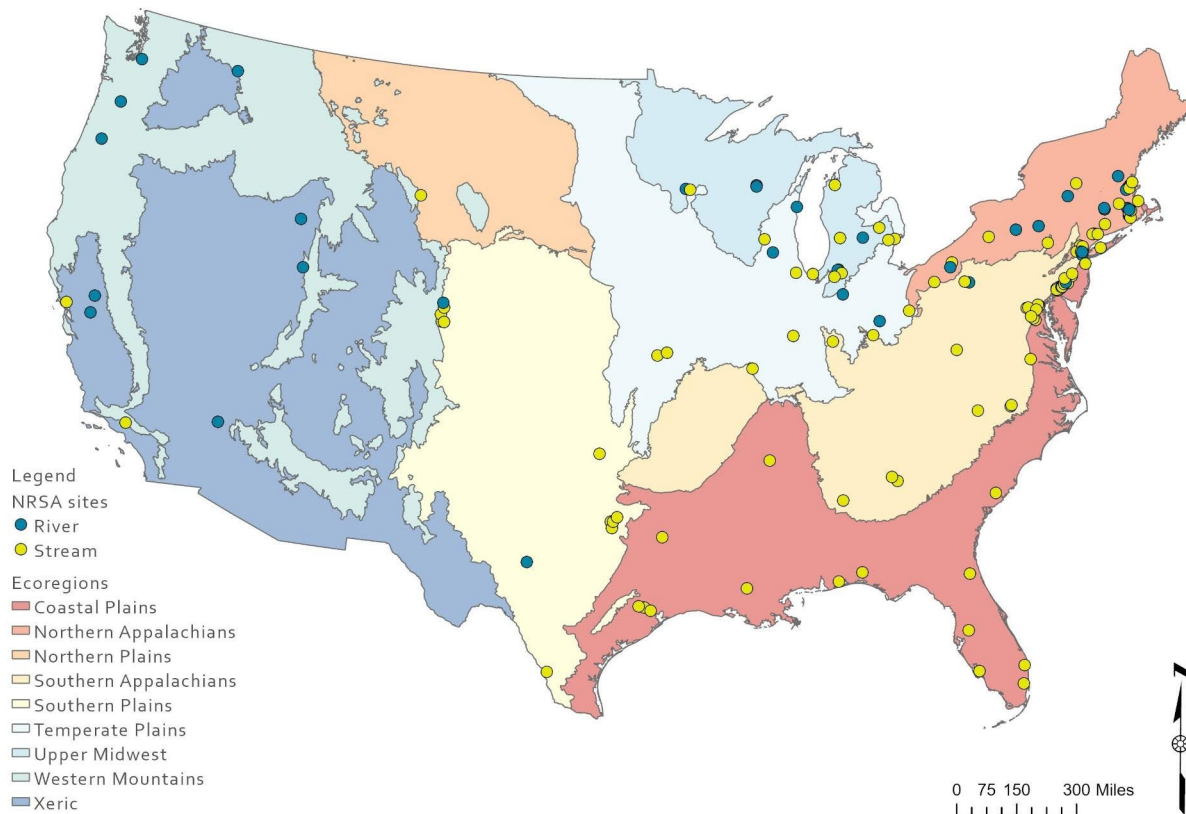 Legend
NRSA sites
River
Stream
Ecoregions
Coastal Plains
Northern Appalachians
Northern Plains
Southern Appalachians
Southern Plains
Temperate Plains
Upper Midwest
Western Mountains
Xeric
0 75 150 300 Miles